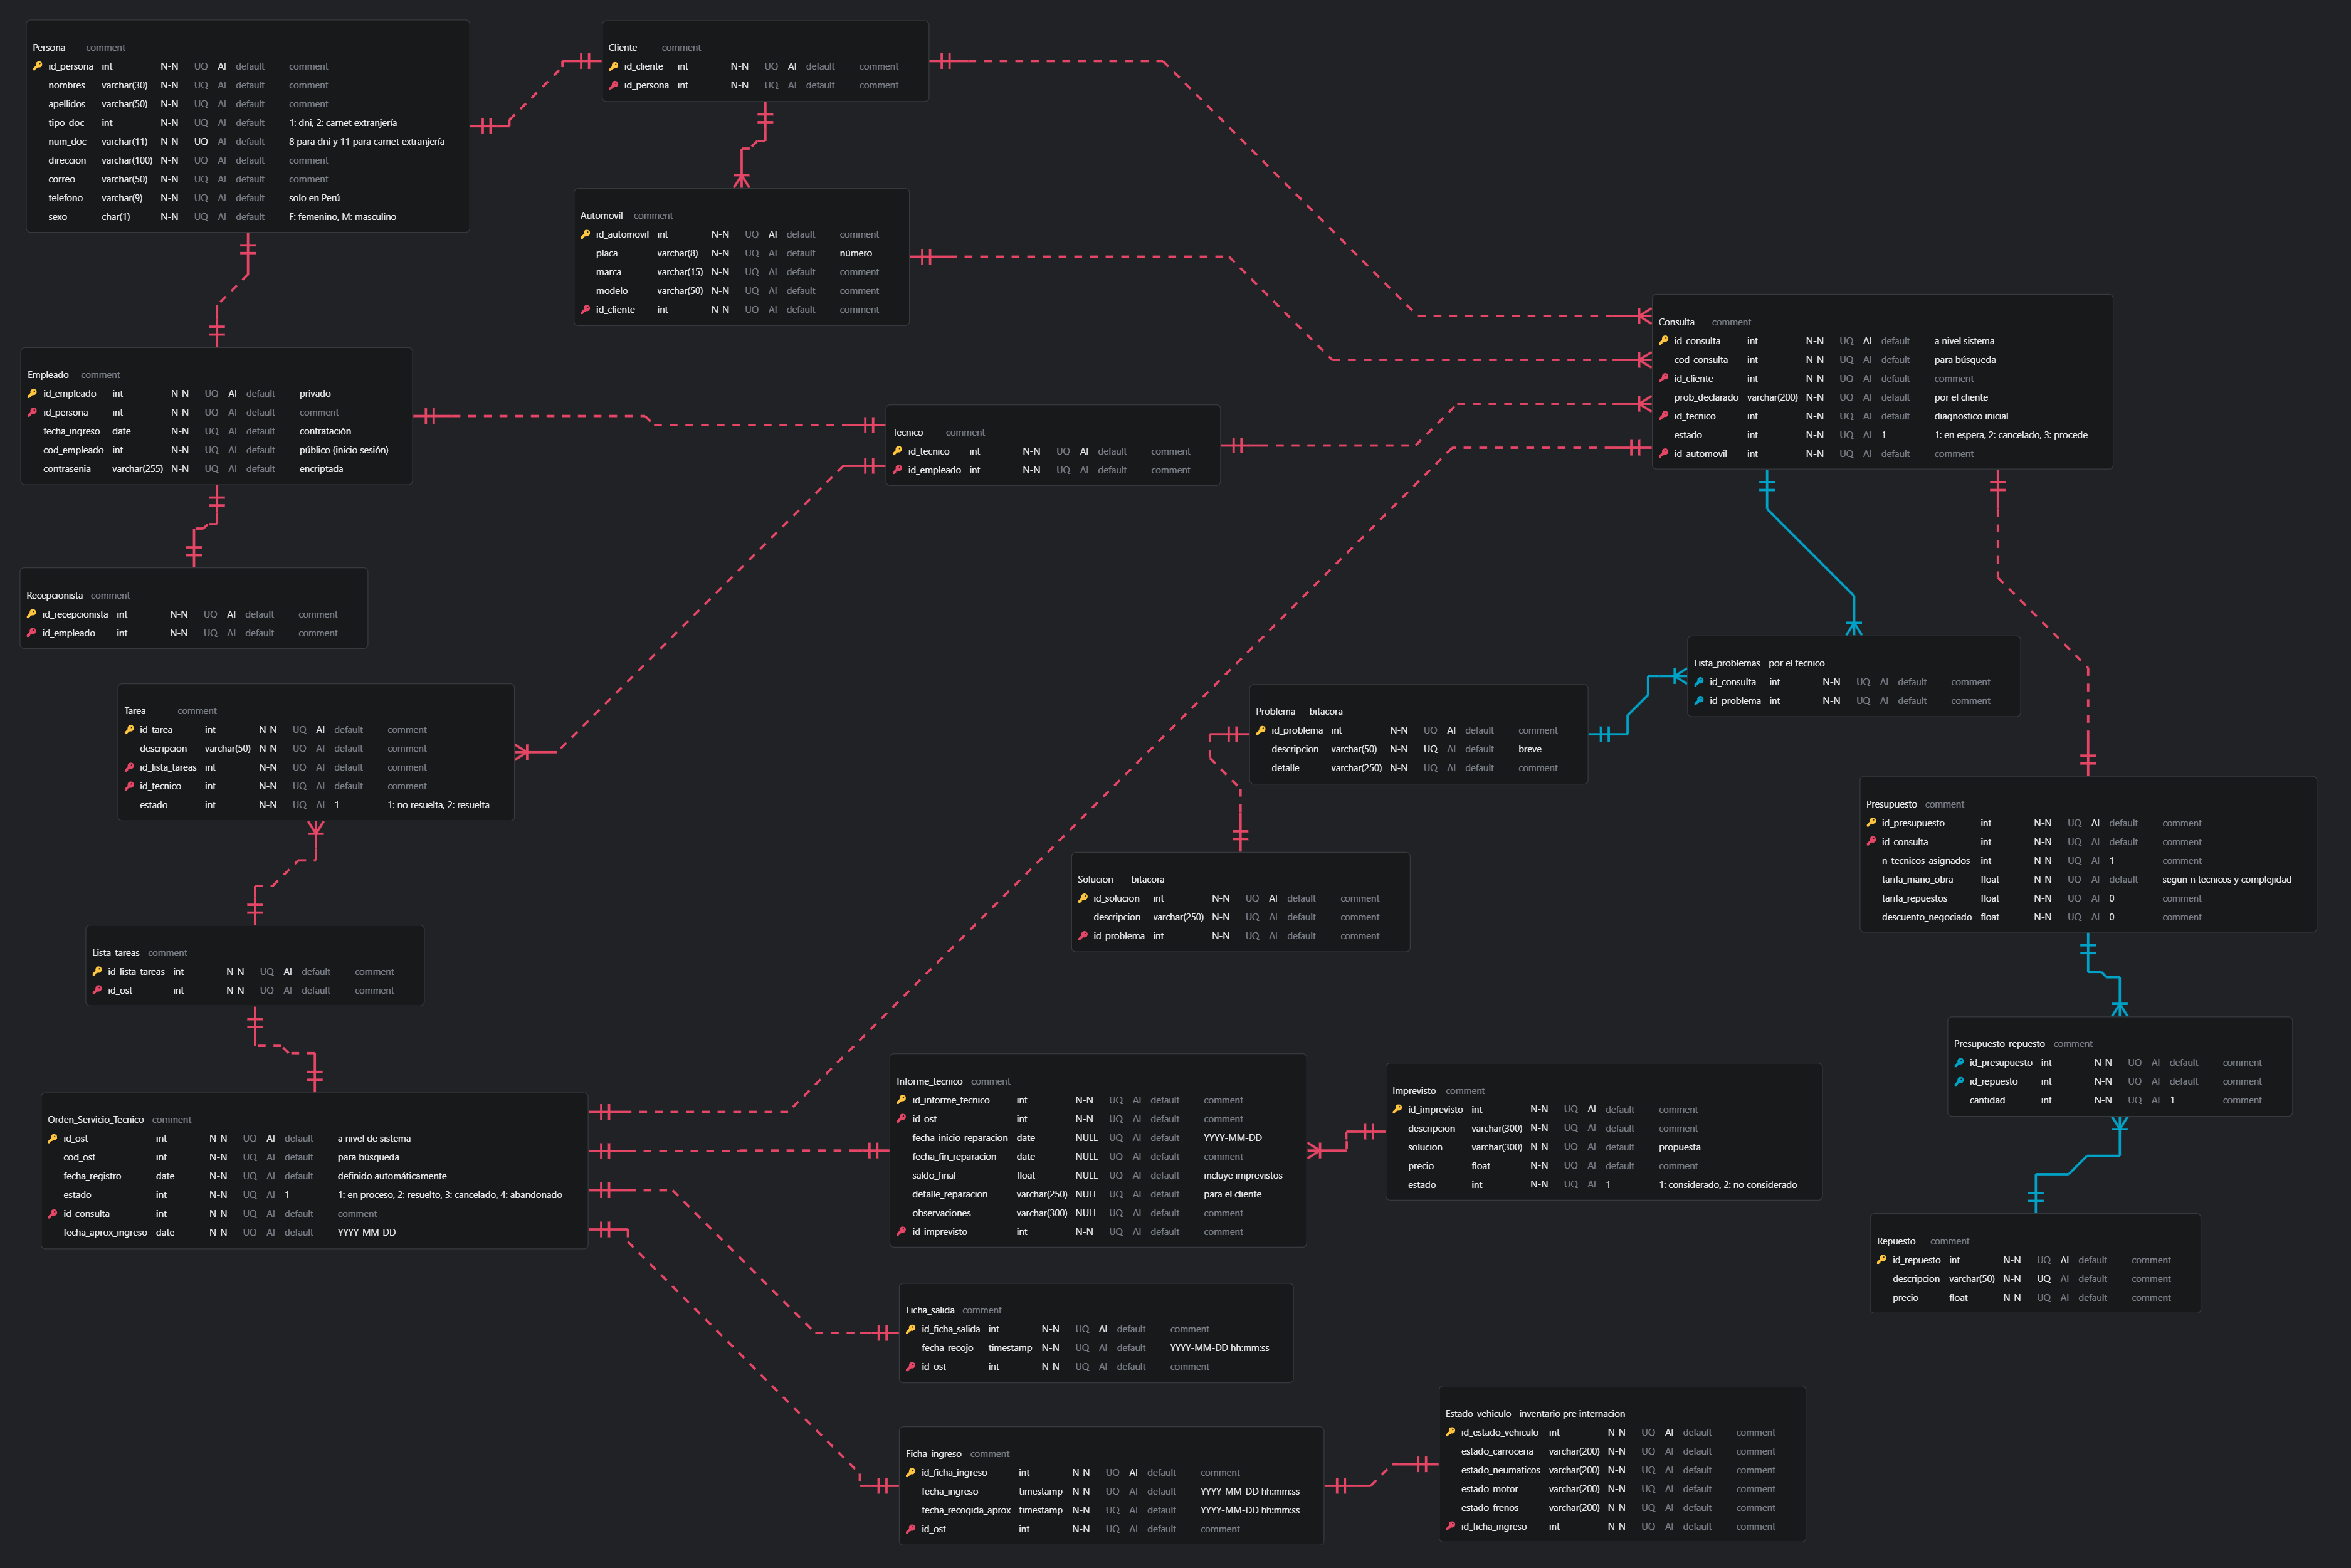 Persona comment
id_persona int N-N UQ AI default comment
nombres varchar(30) N-N UQ AI default comment
apellidos varchar(50) N-N UQ AI default comment
tipo_doc int N-N UQ AI default 1: dni, 2: carnet extranjería
num_doc varchar(11) N-N UQ AI default 8 para dni y 11 para carnet extranjería
direccion varchar(100) N-N UQ AI default comment
correo varchar(50) N-N UQ AI default comment
telefono varchar(9) N-N UQ AI default solo en Perú
sexo char(1) N-N UQ AI default F: femenino, M: masculino
Cliente comment
id_cliente int N-N UQ AI default comment
id_persona int N-N UQ AI default comment
Automovil comment
id_automovil int N-N UQ AI default comment
placa varchar(8) N-N UQ AI default número
marca varchar(15) N-N UQ AI default comment
modelo varchar(50) N-N UQ AI default comment
id_cliente int N-N UQ AI default comment
Consulta comment
id_consulta int N-N UQ AI default a nivel sistema
cod_consulta int N-N UQ AI default para búsqueda
id_cliente int N-N UQ AI default comment
prob_declarado varchar(200) N-N UQ AI default por el cliente
id_tecnico int N-N UQ AI default diagnostico inicial
estado int N-N UQ AI 1 1: en espera, 2: cancelado, 3: procede
id_automovil int N-N UQ AI default comment
Empleado comment
id_empleado int N-N UQ AI default privado
id_persona int N-N UQ AI default comment
fecha_ingreso date N-N UQ AI default contratación
cod_empleado int N-N UQ AI default público (inicio sesión)
contrasenia varchar(255) N-N UQ AI default encriptada
Tecnico comment
id_tecnico int N-N UQ AI default comment
id_empleado int N-N UQ AI default comment
Recepcionista comment
id_recepcionista int N-N UQ AI default comment
id_empleado int N-N UQ AI default comment
Lista_problemas por el tecnico
id_consulta int N-N UQ AI default comment
id_problema int N-N UQ AI default comment
Tarea comment
id_tarea int N-N UQ AI default comment
descripcion varchar(50) N-N UQ AI default comment
id_lista_tareas int N-N UQ AI default comment
id_tecnico int N-N UQ AI default comment
estado int N-N UQ AI 1 1: no resuelta, 2: resuelta
Problema bitacora
id_problema int N-N UQ AI default comment
descripcion varchar(50) N-N UQ AI default breve
detalle varchar(250) N-N UQ AI default comment
Presupuesto comment
id_presupuesto int N-N UQ AI default comment
id_consulta int N-N UQ AI default comment
n_tecnicos_asignados int N-N UQ AI 1 comment
tarifa_mano_obra float N-N UQ AI default segun n tecnicos y complejidad
tarifa_repuestos float N-N UQ AI 0 comment
descuento_negociado float N-N UQ AI 0 comment
Solucion bitacora
id_solucion int N-N UQ AI default comment
descripcion varchar(250) N-N UQ AI default comment
id_problema int N-N UQ AI default comment
Lista_tareas comment
id_lista_tareas int N-N UQ AI default comment
id_ost int N-N UQ AI default comment
Presupuesto_repuesto comment
id_presupuesto int N-N UQ AI default comment
id_repuesto int N-N UQ AI default comment
cantidad int N-N UQ AI 1 comment
Orden_Servicio_Tecnico comment
id_ost int N-N UQ AI default a nivel de sistema
cod_ost int N-N UQ AI default para búsqueda
fecha_registro date N-N UQ AI default definido automáticamente
estado int N-N UQ AI 1 1: en proceso, 2: resuelto, 3: cancelado, 4: abandonado
id_consulta int N-N UQ AI default comment
fecha_aprox_ingreso date N-N UQ AI default YYYY-MM-DD
Informe_tecnico comment
id_informe_tecnico int N-N UQ AI default comment
id_ost int N-N UQ AI default comment
fecha_inicio_reparacion date NULL UQ AI default YYYY-MM-DD
fecha_fin_reparacion date NULL UQ AI default comment
saldo_final float NULL UQ AI default incluye imprevistos
detalle_reparacion varchar(250) NULL UQ AI default para el cliente
observaciones varchar(300) NULL UQ AI default comment
id_imprevisto int N-N UQ AI default comment
Imprevisto comment
id_imprevisto int N-N UQ AI default comment
descripcion varchar(300) N-N UQ AI default comment
solucion varchar(300) N-N UQ AI default propuesta
precio float N-N UQ AI default comment
estado int N-N UQ AI 1 1: considerado, 2: no considerado
Repuesto comment
id_repuesto int N-N UQ AI default comment
descripcion varchar(50) N-N UQ AI default comment
precio float N-N UQ AI default comment
Ficha_salida comment
id_ficha_salida int N-N UQ AI default comment
fecha_recojo timestamp N-N UQ AI default YYYY-MM-DD hh:mm:ss
id_ost int N-N UQ AI default comment
Ficha_ingreso comment
id_ficha_ingreso int N-N UQ AI default comment
fecha_ingreso timestamp N-N UQ AI default YYYY-MM-DD hh:mm:ss
fecha_recogida_aprox timestamp N-N UQ AI default YYYY-MM-DD hh:mm:ss
id_ost int N-N UQ AI default comment
Estado_vehiculo inventario pre internacion
id_estado_vehiculo int N-N UQ AI default comment
estado_carroceria varchar(200) N-N UQ AI default comment
estado_neumaticos varchar(200) N-N UQ AI default comment
estado_motor varchar(200) N-N UQ AI default comment
estado_frenos varchar(200) N-N UQ AI default comment
id_ficha_ingreso int N-N UQ AI default comment